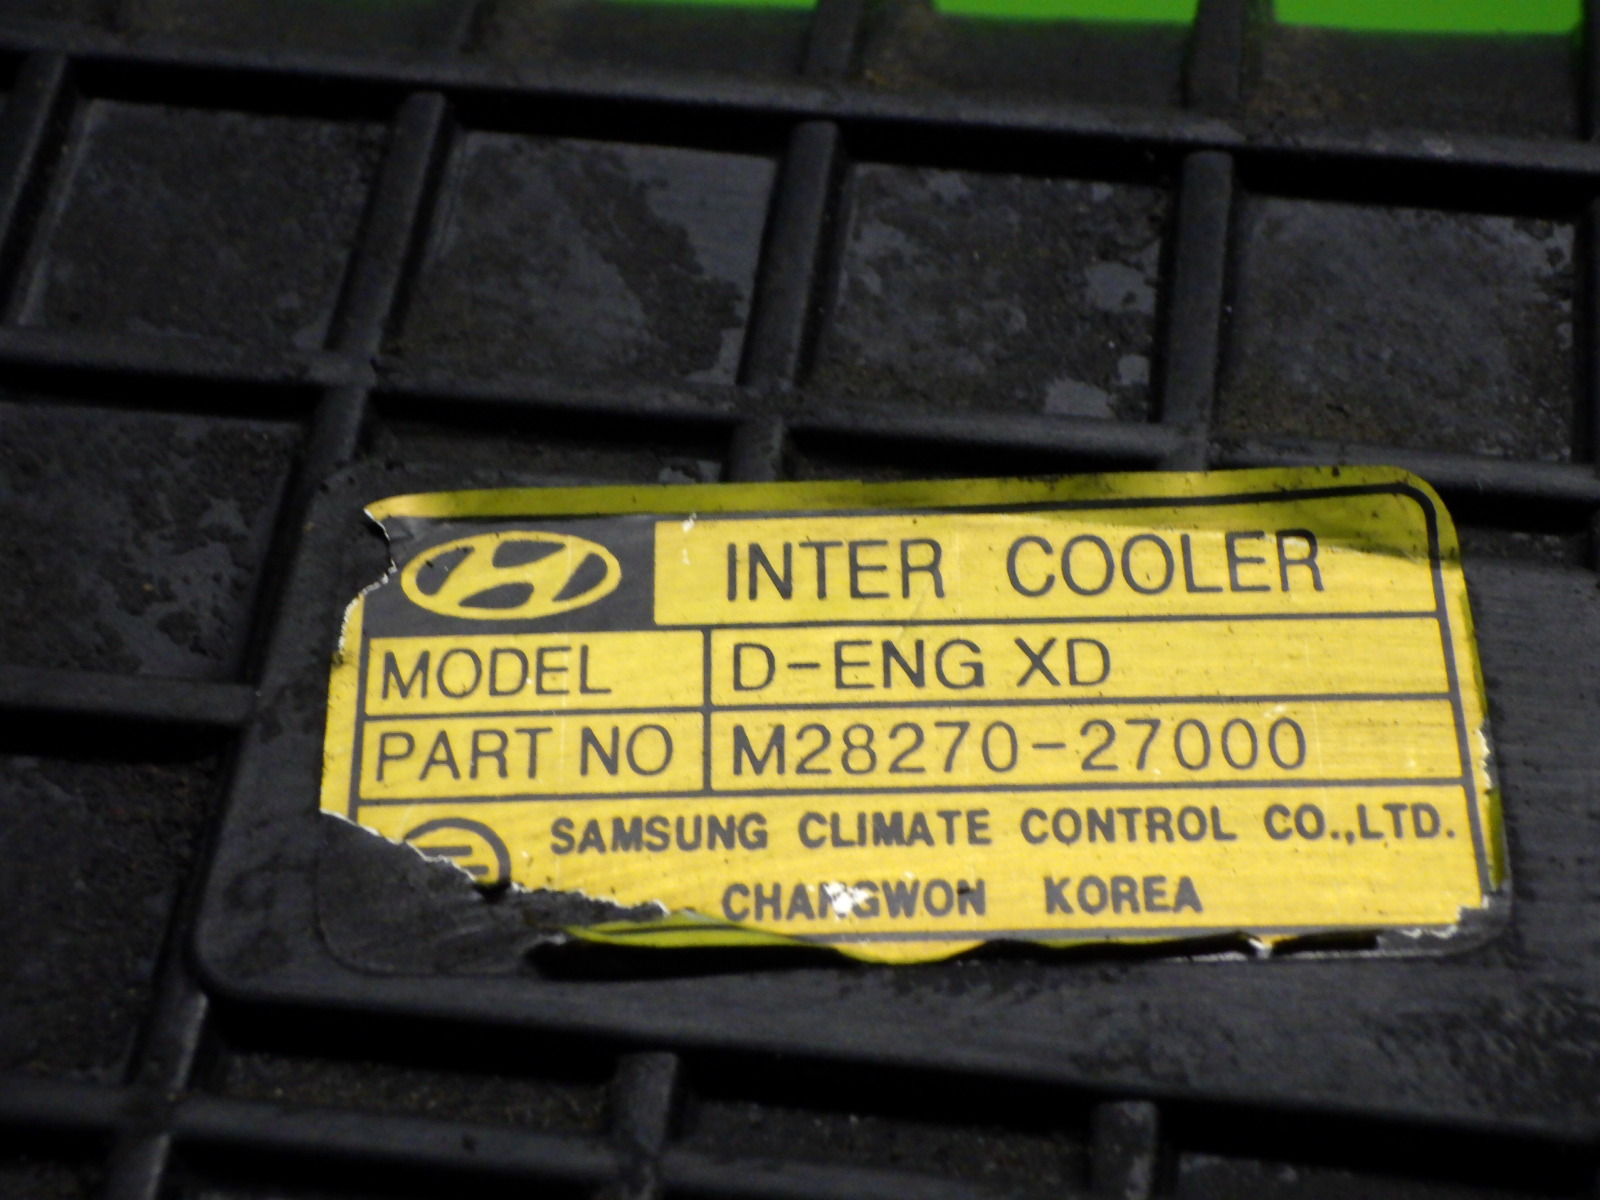 INTER COOLER
MODEL D-ENG XD
PART NO M28270-27000
SAMSUNG CLIMATE CONTROL CO.,LTD.
CHANGWON KOREA